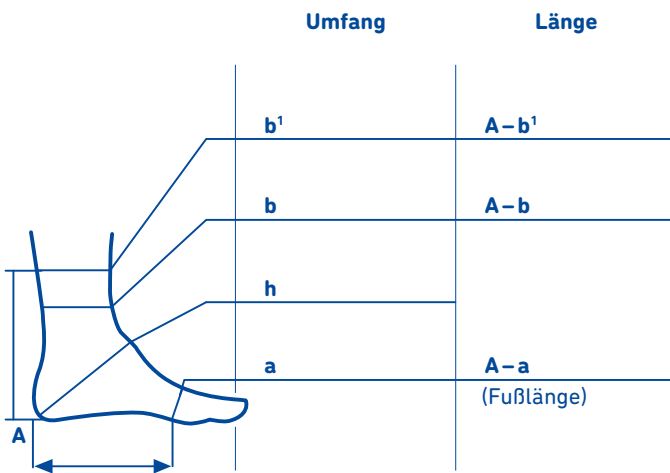 Umfang Länge
b¹ A–b¹
b A–b
h
a A–a
(Fußlänge)
A